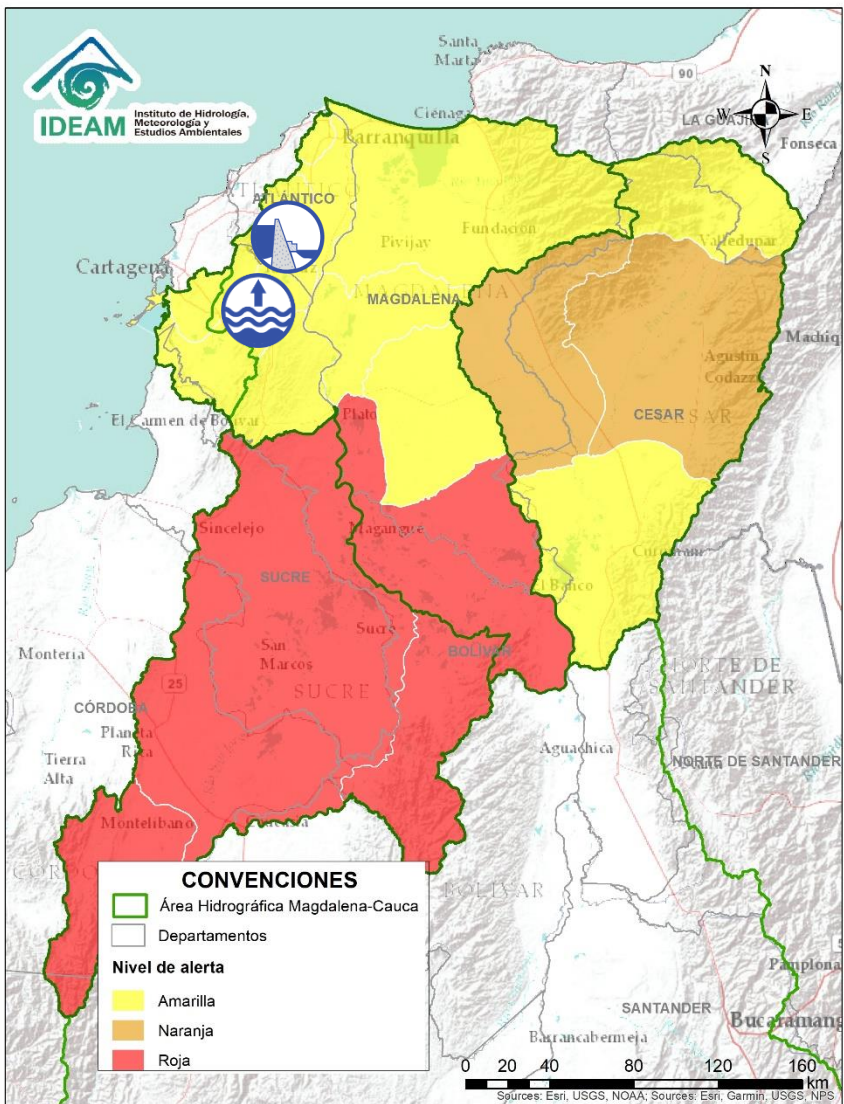 IDEAM
Instituto de Hidrología,
Meteorología y
Estudios Ambientales
Santa
Marta
90
N
W
E
S
LA GUAJIRA
Fonseca
Ciénaga
Barranquilla
ATLÁNTICO
ATLÁNTICO
Pivijay
Fundación
Valledupar
Cartagena
MAGDALENA
MAGDALENA
Agustín
Codazzi
CESAR
CESAR
El Carmen de Bolívar
Plato
Sincelejo
Magangué
SUCRE
El Banco
Sucre
San
Marcos
BOLÍVAR
SUCRE
Montería
25
CÓRDOBA
Planeta
Rica
Tierra
Alta
NORTE DE
SANTANDER
Aguachica
NORTE DE SANTANDER
Montelíbano
BOLÍVAR
CONVENCIONES
Área Hidrográfica Magdalena-Cauca
Departamentos
Nivel de alerta
Amarilla
Naranja
Roja
Pamplona
SANTANDER
Barrancabermeja
0 20 40 80 120 160
km
Sources: Esri, USGS, NOAA; Sources: Esri, Garmin, USGS, NPS